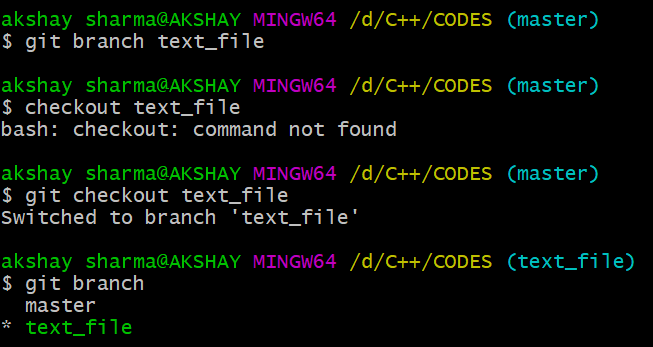 akshay sharma@AKSHAY MINGW64 /d/C++/CODES (master)
$ git branch text_file
akshay sharma@AKSHAY MINGW64 /d/C++/CODES (master)
$ checkout text_file
bash: checkout: command not found
akshay sharma@AKSHAY MINGW64 /d/C++/CODES (master)
$ git checkout text_file
Switched to branch 'text_file'
akshay sharma@AKSHAY MINGW64 /d/C++/CODES (text_file)
$ git branch
  master
* text_file